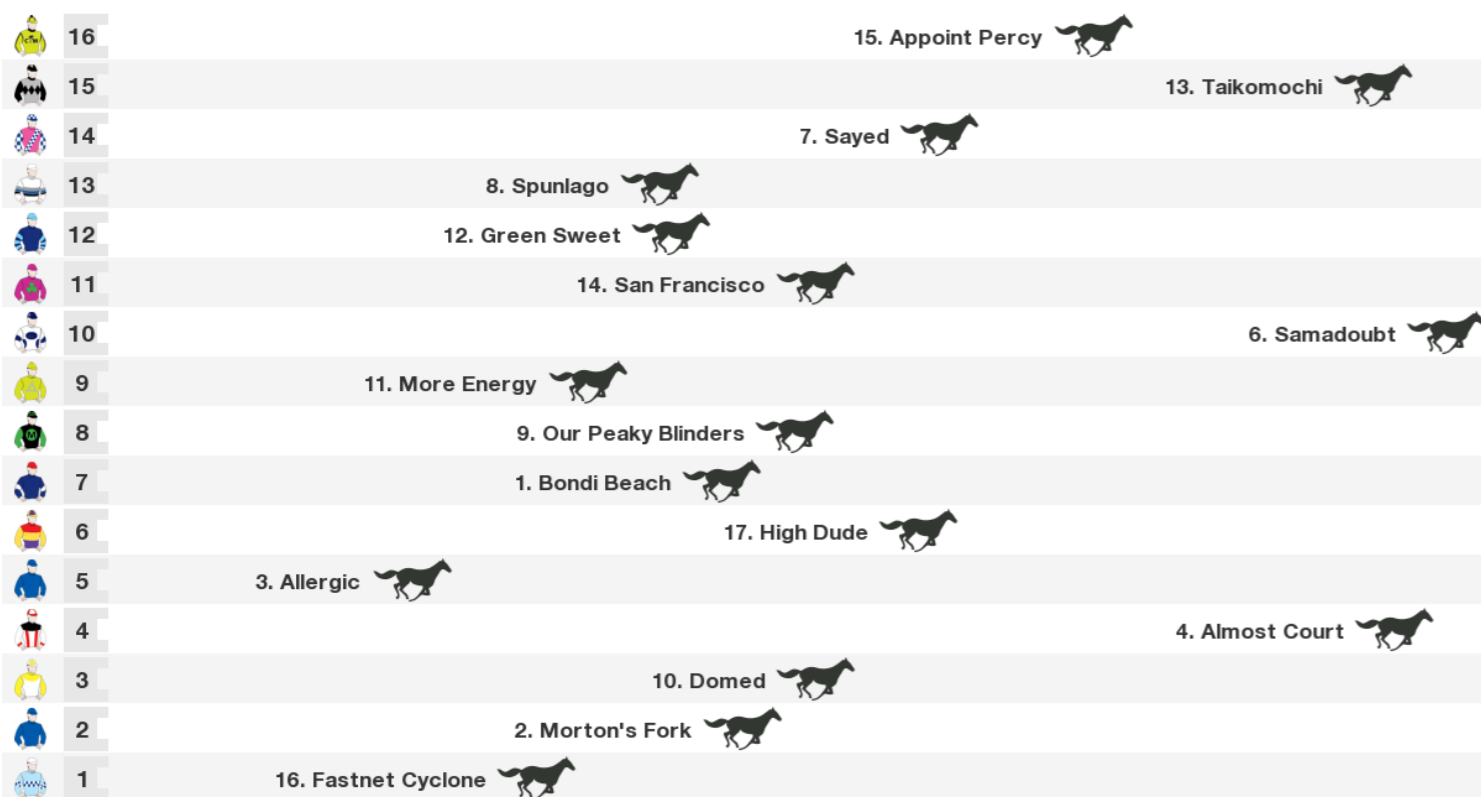 16 15. Appoint Percy
15 13. Taikomochi
14 7. Sayed
13 8. Spunlago
12 12. Green Sweet
11 14. San Francisco
10 6. Samadoubt
9 11. More Energy
8 9. Our Peaky Blinders
7 1. Bondi Beach
6 17. High Dude
5 3. Allergic
4 4. Almost Court
3 10. Domed
2 2. Morton's Fork
1 16. Fastnet Cyclone